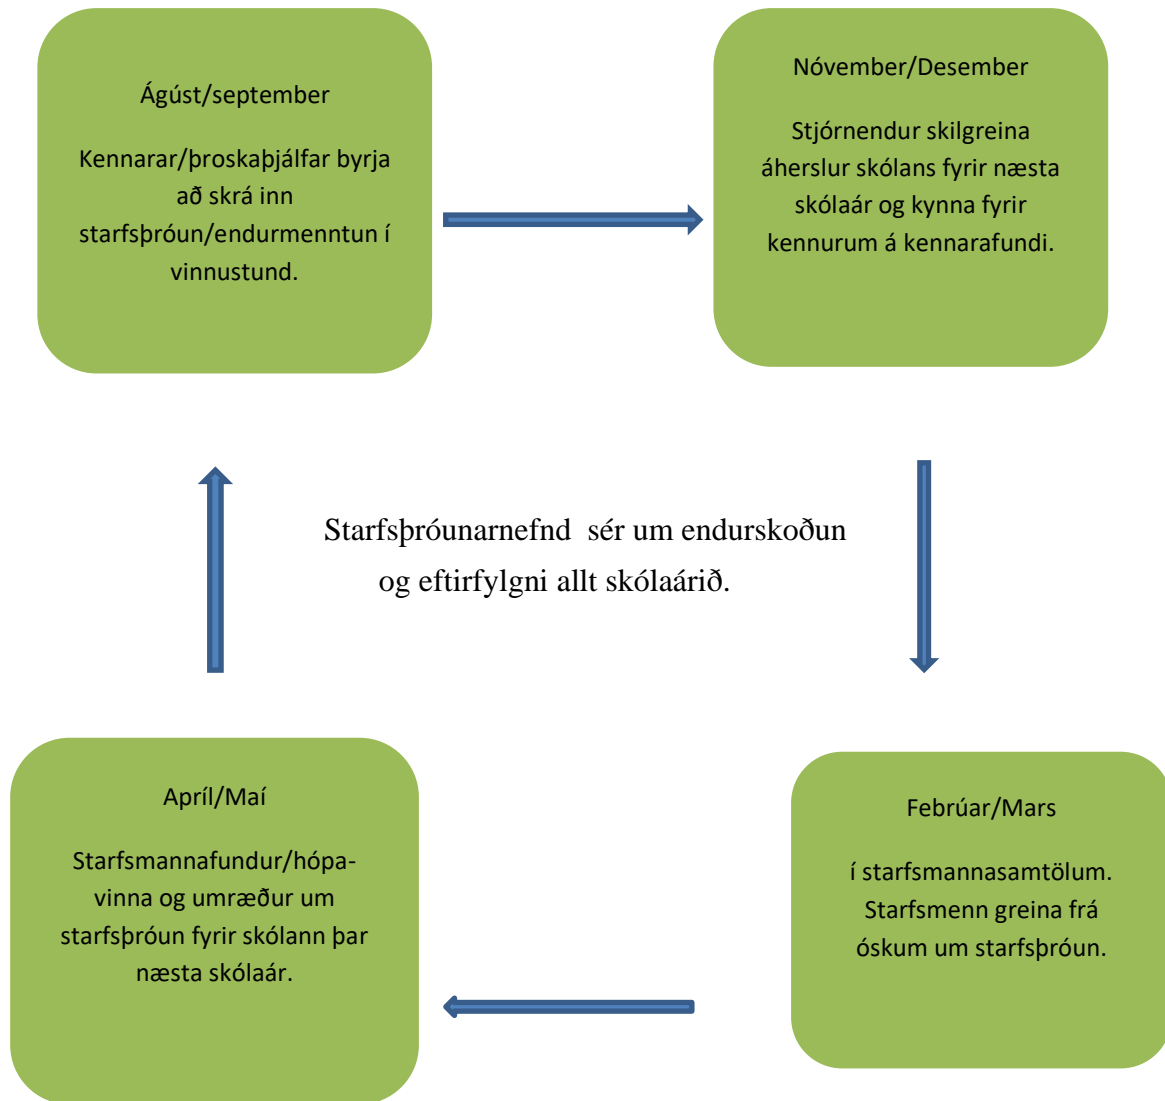 Ágúst/september
Kennarar/þroskaþjálfar byrja
að skrá inn
starfsþróun/endurmenntun í
vinnustund.
Nóvember/Desember
Stjórnendur skilgreina
áherslur skólans fyrir næsta
skólaár og kynna fyrir
kennurum á kennarafundi.
Starfsþróunarnefnd  sér um endurskoðun
og eftirfylgni allt skólaárið.
Apríl/Maí
Starfsmannafundur/hópa-
vinna og umræður um
starfsþróun fyrir skólann þar
næsta skólaár.
Febrúar/Mars
í starfsmannasamtölum.
Starfsmenn greina frá
óskum um starfsþróun.